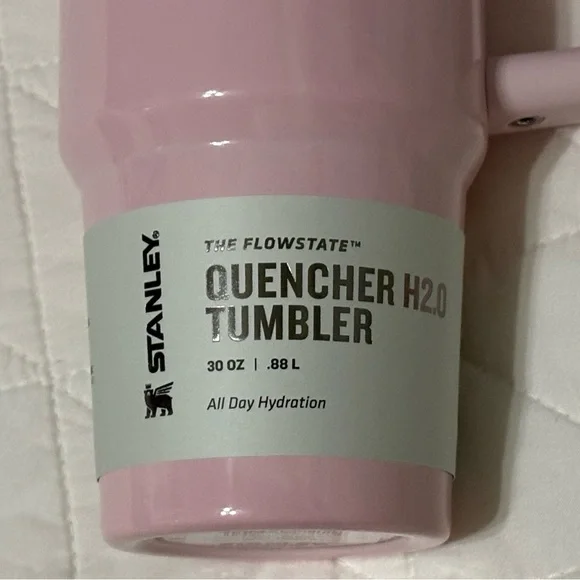 STANLEY®
THE FLOWSTATE™
QUENCHER H2.0
TUMBLER
30 OZ | .88 L
All Day Hydration